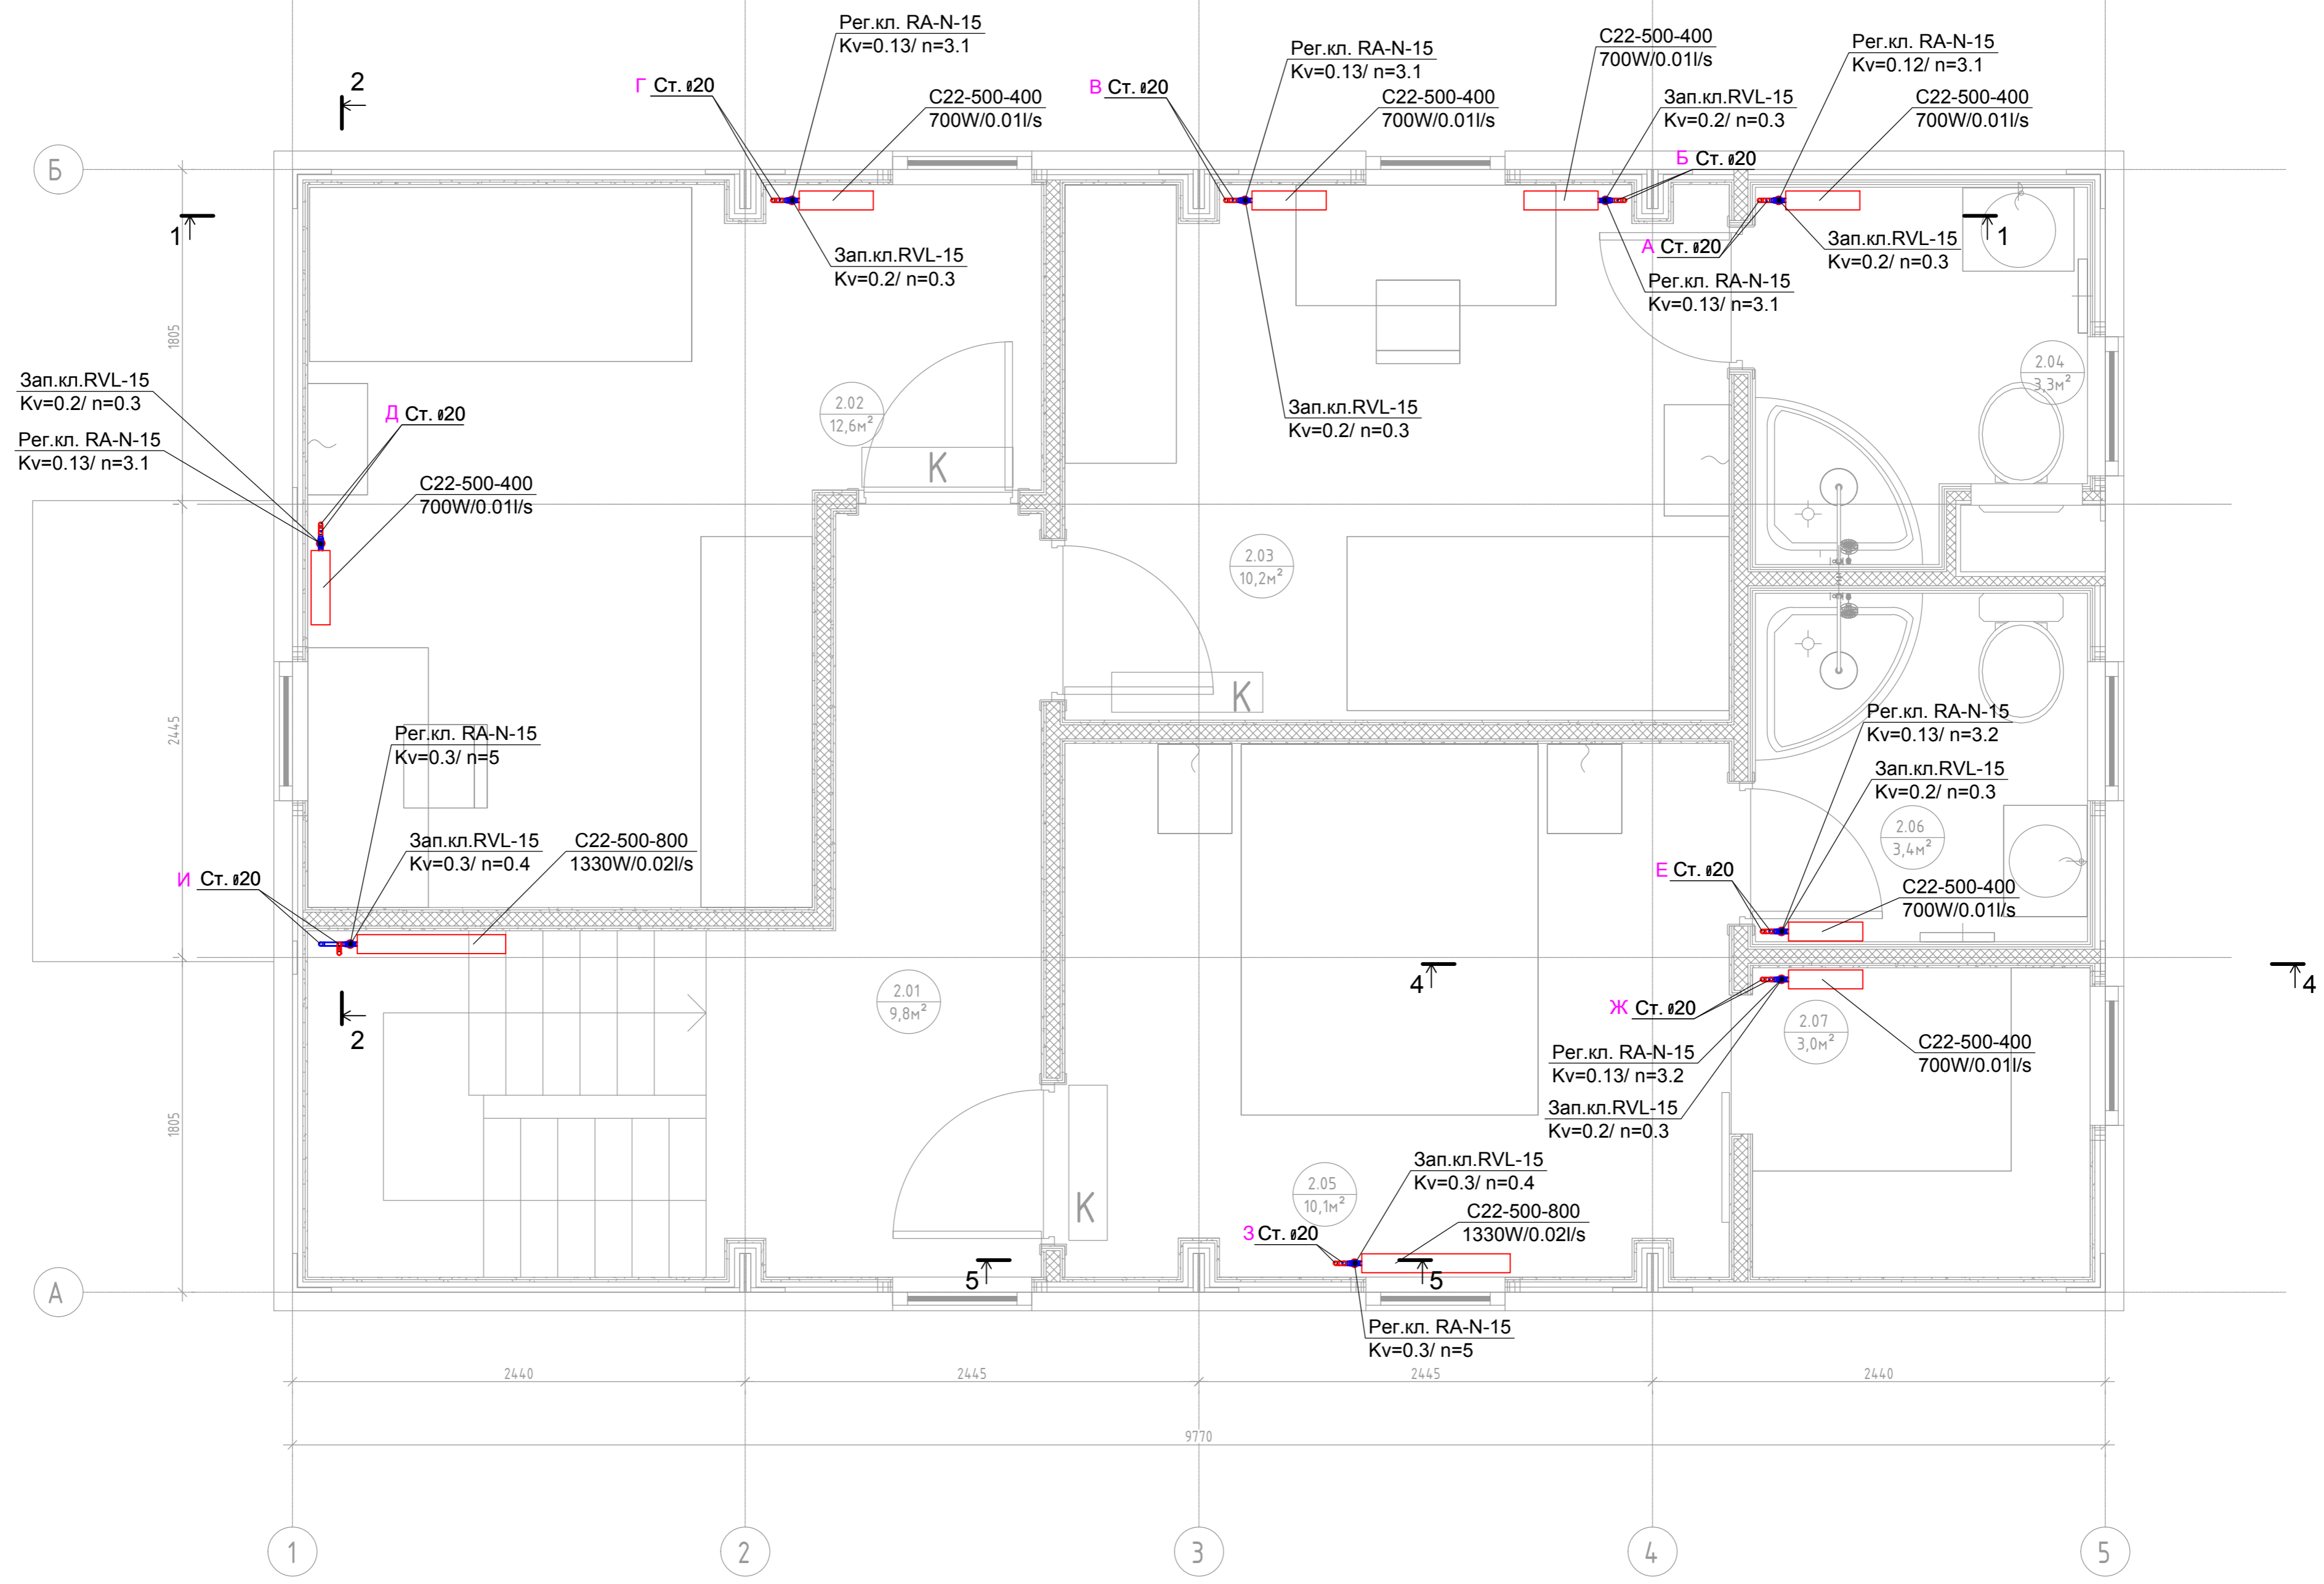 Рег.кл. RA-N-15
Kv=0.13/ n=3.1
Г Ст. ø20
C22-500-400
700W/0.01l/s
Зап.кл.RVL-15
Kv=0.2/ n=0.3
В Ст. ø20
Рег.кл. RA-N-15
Kv=0.13/ n=3.1
C22-500-400
700W/0.01l/s
Зап.кл.RVL-15
Kv=0.2/ n=0.3
C22-500-400
700W/0.01l/s
Зап.кл.RVL-15
Kv=0.2/ n=0.3
Б Ст. ø20
Рег.кл. RA-N-15
Kv=0.13/ n=3.1
Рег.кл. RA-N-15
Kv=0.12/ n=3.1
C22-500-400
700W/0.01l/s
А Ст. ø20
Зап.кл.RVL-15
Kv=0.2/ n=0.3
2
Б
1
1
1805
Зап.кл.RVL-15
Kv=0.2/ n=0.3
Д Ст. ø20
Рег.кл. RA-N-15
Kv=0.13/ n=3.1
C22-500-400
700W/0.01l/s
2.02
12,6м²
К
2.04
3,3м²
2.03
10,2м²
К
2445
Рег.кл. RA-N-15
Kv=0.3/ n=5
Зап.кл.RVL-15
Kv=0.3/ n=0.4
C22-500-800
1330W/0.02l/s
И Ст. ø20
Рег.кл. RA-N-15
Kv=0.13/ n=3.2
Зап.кл.RVL-15
Kv=0.2/ n=0.3
2.06
3,4м²
Е Ст. ø20
C22-500-400
700W/0.01l/s
2
2.01
9,8м²
4
4
Ж Ст. ø20
2.07
3,0м²
Рег.кл. RA-N-15
Kv=0.13/ n=3.2
C22-500-400
700W/0.01l/s
Зап.кл.RVL-15
Kv=0.2/ n=0.3
1805
К
2.05
10,1м²
Зап.кл.RVL-15
Kv=0.3/ n=0.4
C22-500-800
1330W/0.02l/s
З Ст. ø20
5
5
А
Рег.кл. RA-N-15
Kv=0.3/ n=5
2440
2445
2445
2440
9770
1
2
3
4
5